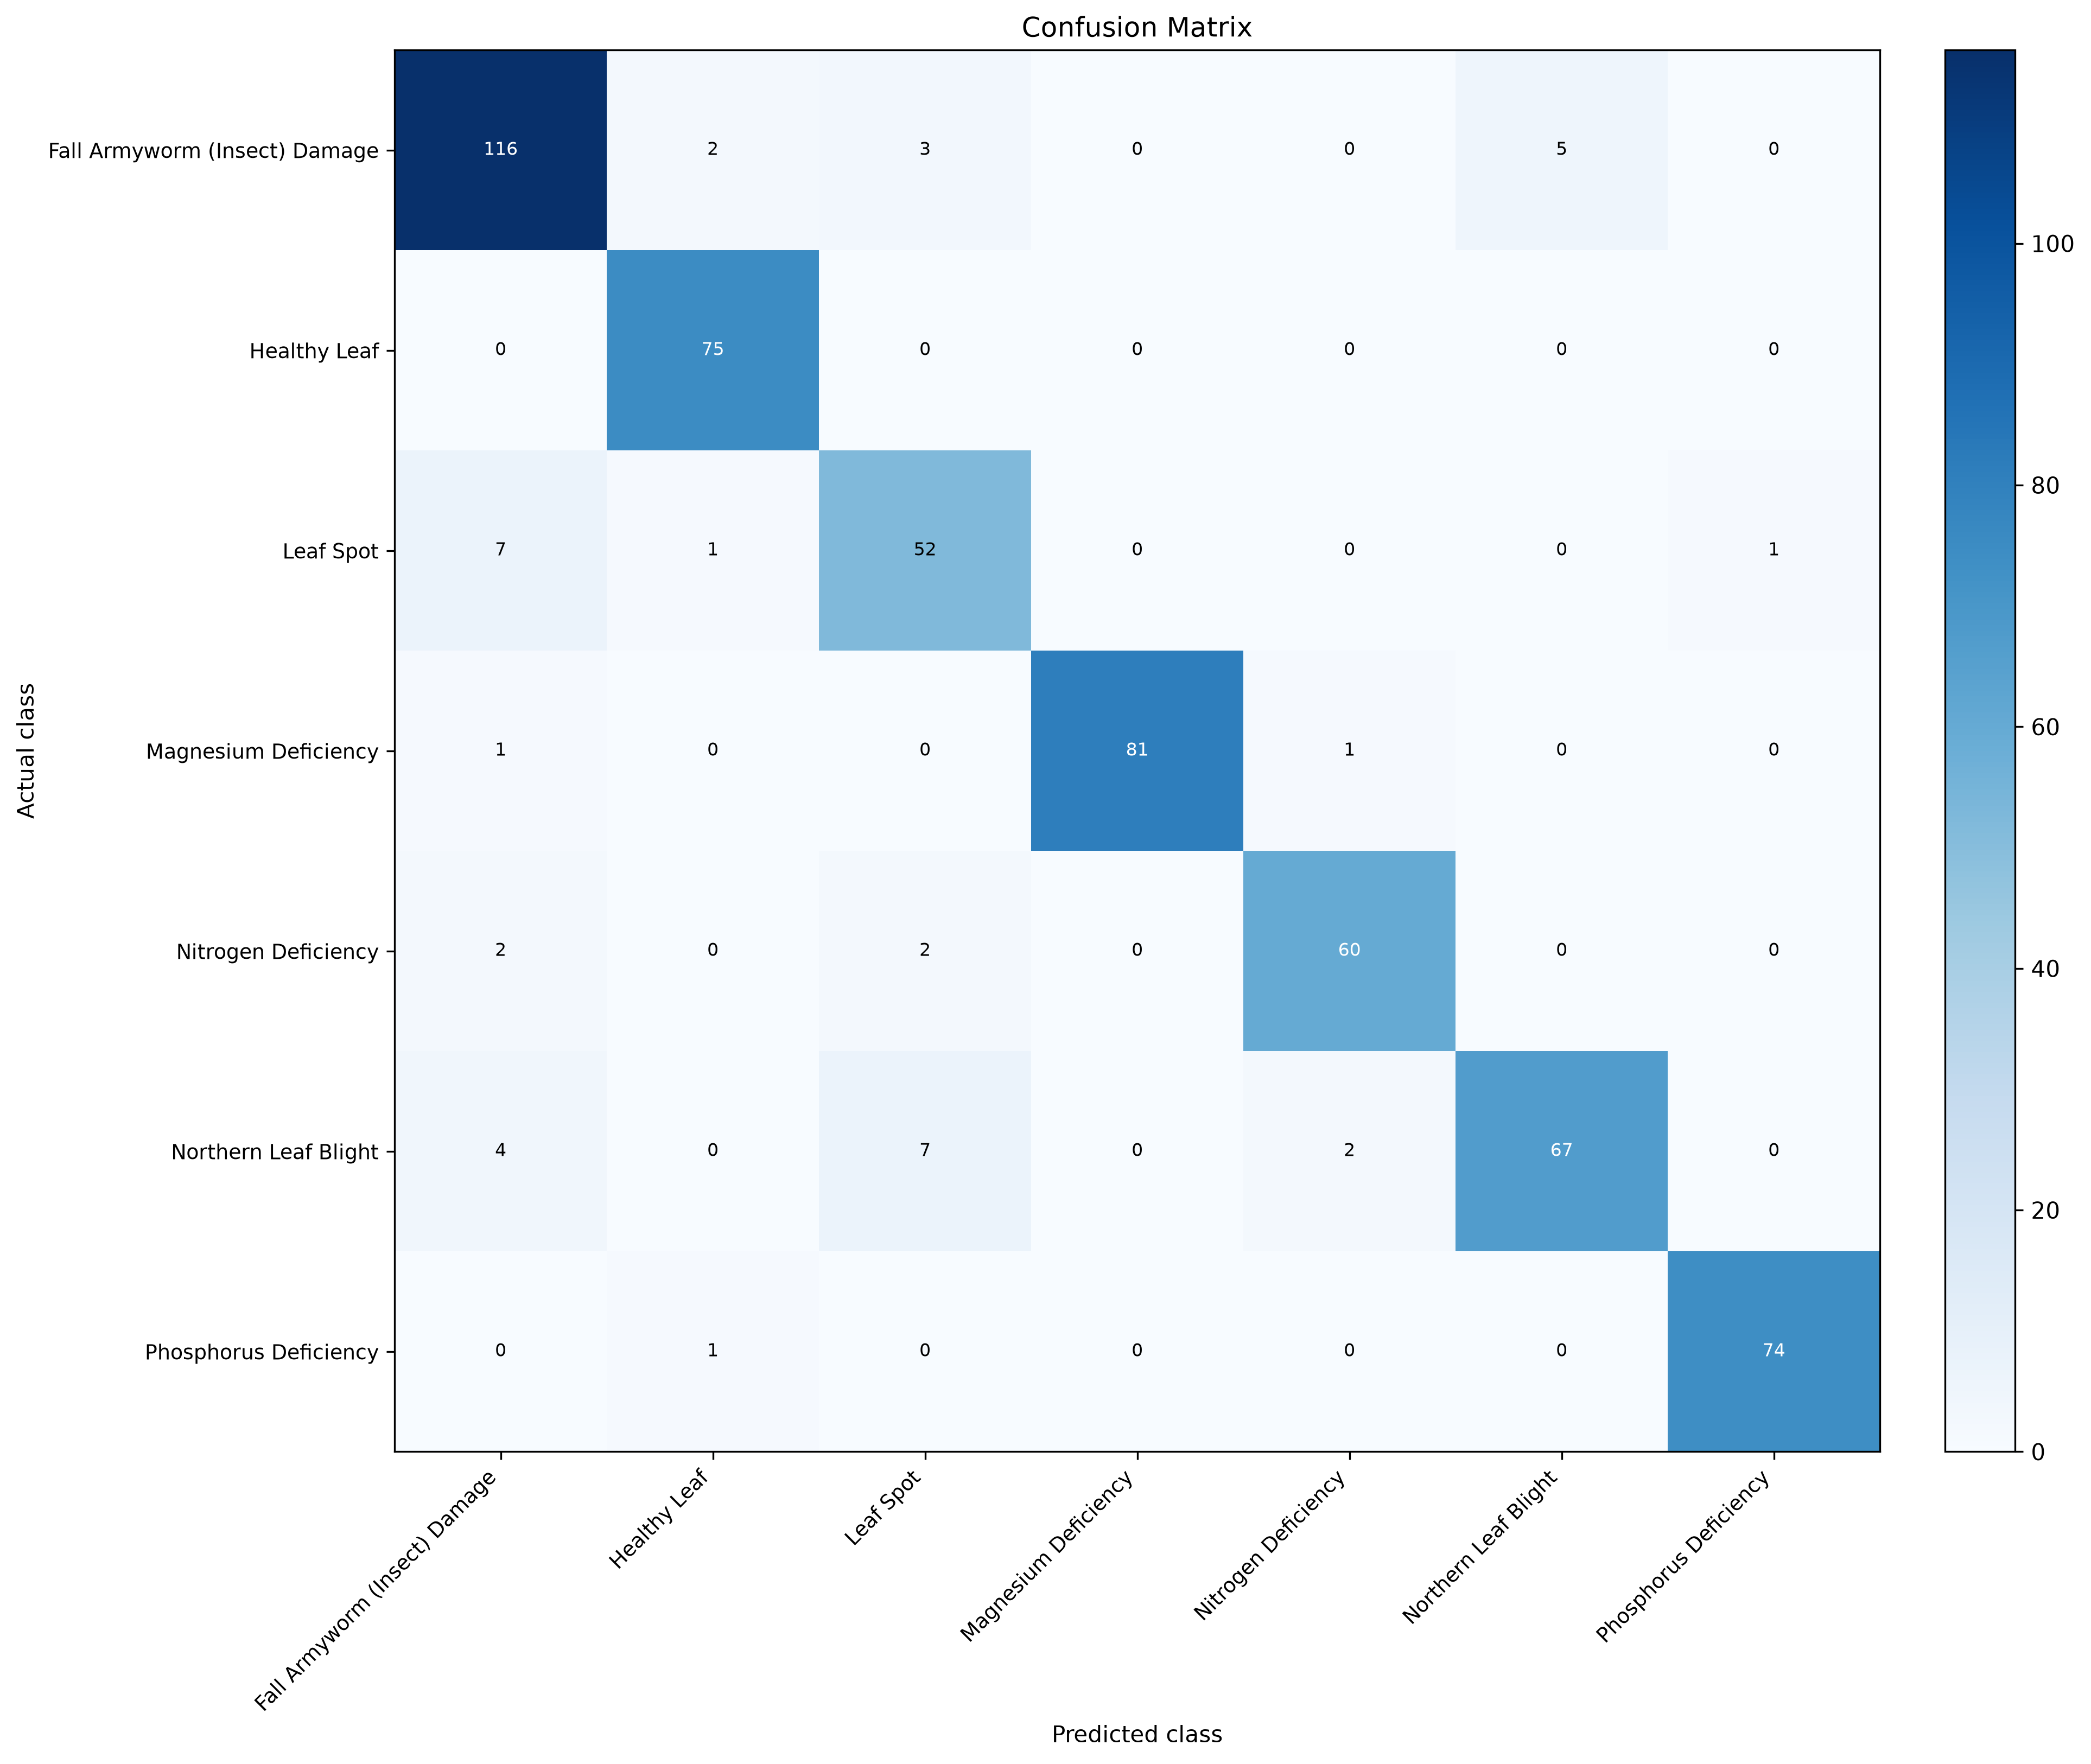 Confusion Matrix
Fall Armyworm (Insect) Damage 116 2 3 0 0 5 0
Healthy Leaf 0 75 0 0 0 0 0
Leaf Spot 7 1 52 0 0 0 1
Magnesium Deficiency 1 0 0 81 1 0 0
Nitrogen Deficiency 2 0 2 0 60 0 0
Northern Leaf Blight 4 0 7 0 2 67 0
Phosphorus Deficiency 0 1 0 0 0 0 74
Actual class
Fall Armyworm (Insect) Damage
Healthy Leaf
Leaf Spot
Magnesium Deficiency
Nitrogen Deficiency
Northern Leaf Blight
Phosphorus Deficiency
Predicted class
100
80
60
40
20
0